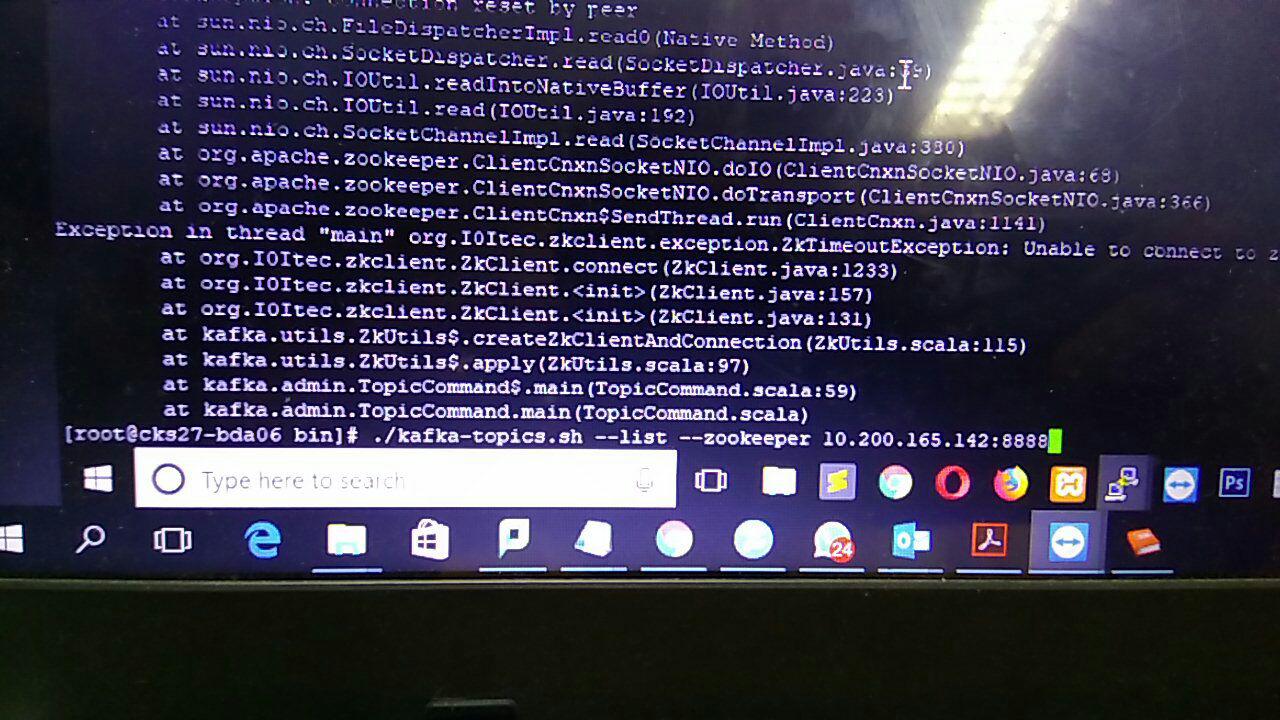 connection reset by peer
at sun.nio.ch.FileDispatcherImpl.read0(Native Method)
at sun.nio.ch.SocketDispatcher.read(SocketDispatcher.java:39)
at sun.nio.ch.IOUtil.readIntoNativeBuffer(IOUtil.java:223)
at sun.nio.ch.IOUtil.read(IOUtil.java:192)
at sun.nio.ch.SocketChannelImpl.read(SocketChannelImpl.java:380)
at org.apache.zookeeper.ClientCnxnSocketNIO.doIO(ClientCnxnSocketNIO.java:68)
at org.apache.zookeeper.ClientCnxnSocketNIO.doTransport(ClientCnxnSocketNIO.java:366)
at org.apache.zookeeper.ClientCnxn$SendThread.run(ClientCnxn.java:1141)
Exception in thread "main" org.I0Itec.zkclient.exception.ZkTimeoutException: Unable to connect to z
at org.I0Itec.zkclient.ZkClient.connect(ZkClient.java:1233)
at org.I0Itec.zkclient.ZkClient.<init>(ZkClient.java:157)
at org.I0Itec.zkclient.ZkClient.<init>(ZkClient.java:131)
at kafka.utils.ZkUtils$.createZkClientAndConnection(ZkUtils.scala:115)
at kafka.utils.ZkUtils$.apply(ZkUtils.scala:97)
at kafka.admin.TopicCommand$.main(TopicCommand.scala:59)
at kafka.admin.TopicCommand.main(TopicCommand.scala)
[root@cks27-bda06 bin]# ./kafka-topics.sh --list --zookeeper 10.200.165.142:8888
Type here to search
Ps
24